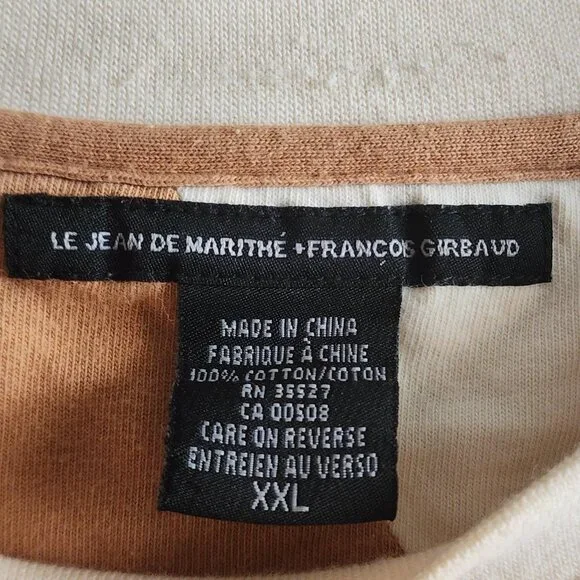 LE JEAN DE MARITHÉ + FRANCOIS GIRBAUD
MADE IN CHINA
FABRIQUE À CHINE
100% COTTON/COTON
RN 35527
CA 00508
CARE ON REVERSE
ENTREIEN AU VERSO
XXL